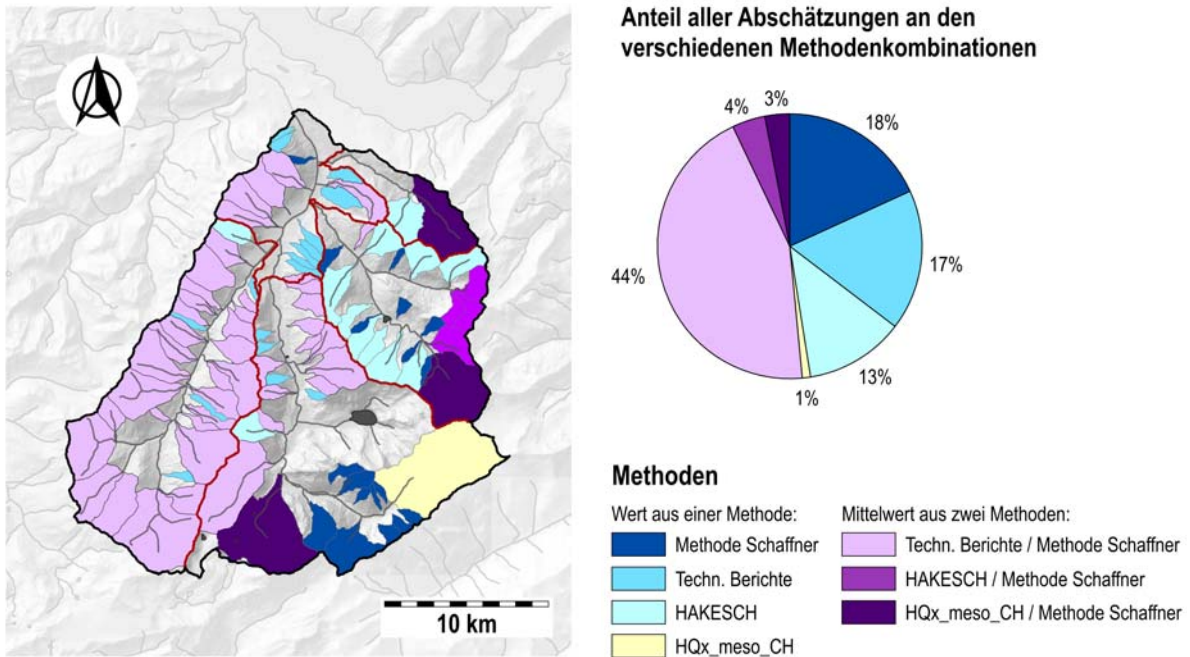 Anteil aller Abschätzungen an den
verschiedenen Methodenkombinationen
4%
3%
18%
44%
17%
13%
1%
10 km
Methoden
Wert aus einer Methode:
Methode Schaffner
Techn. Berichte
HAKESCH
HQx_meso_CH
Mittelwert aus zwei Methoden:
Techn. Berichte / Methode Schaffner
HAKESCH / Methode Schaffner
HQx_meso_CH / Methode Schaffner